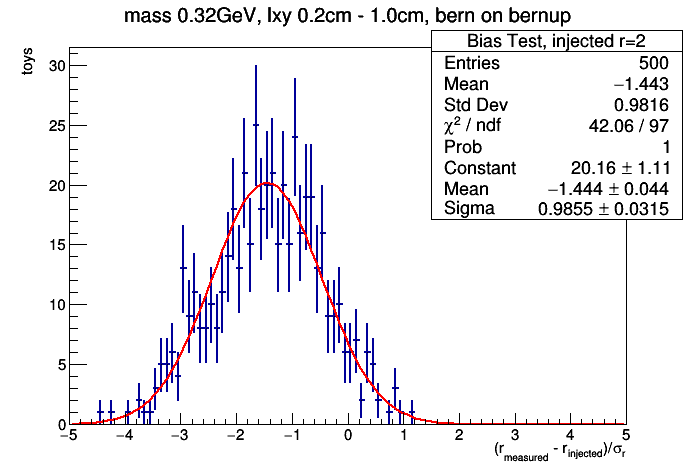 mass 0.32GeV, lxy 0.2cm - 1.0cm, bern on bernup
Bias Test, injected r=2
Entries 500
Mean −1.443
Std Dev 0.9816
χ² / ndf 42.06 / 97
Prob 1
Constant 20.16 ± 1.11
Mean −1.444 ± 0.044
Sigma 0.9855 ± 0.0315
toys
30
25
20
15
10
5
0
−5 −4 −3 −2 −1 0 1 2 3 4 5
(r_measured - r_injected)/σ_r